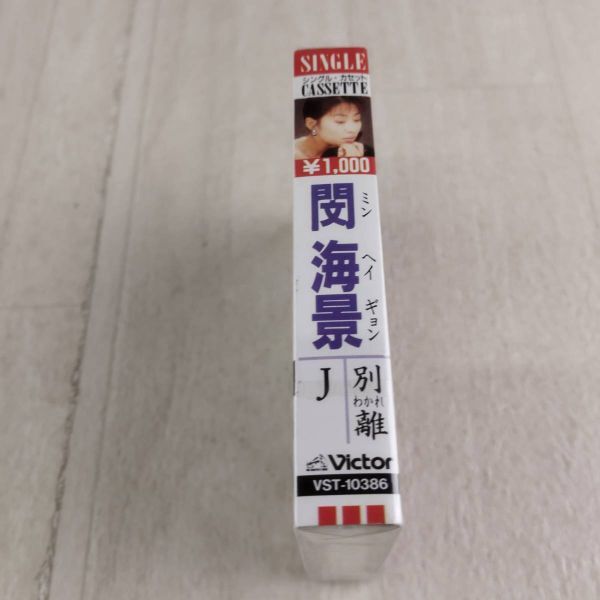 SINGLE
シングル・カセット
CASSETTE
¥1,000
閔海景
ミン ヘイ ギョン
別離
わかれ
J
Victor
VST-10386